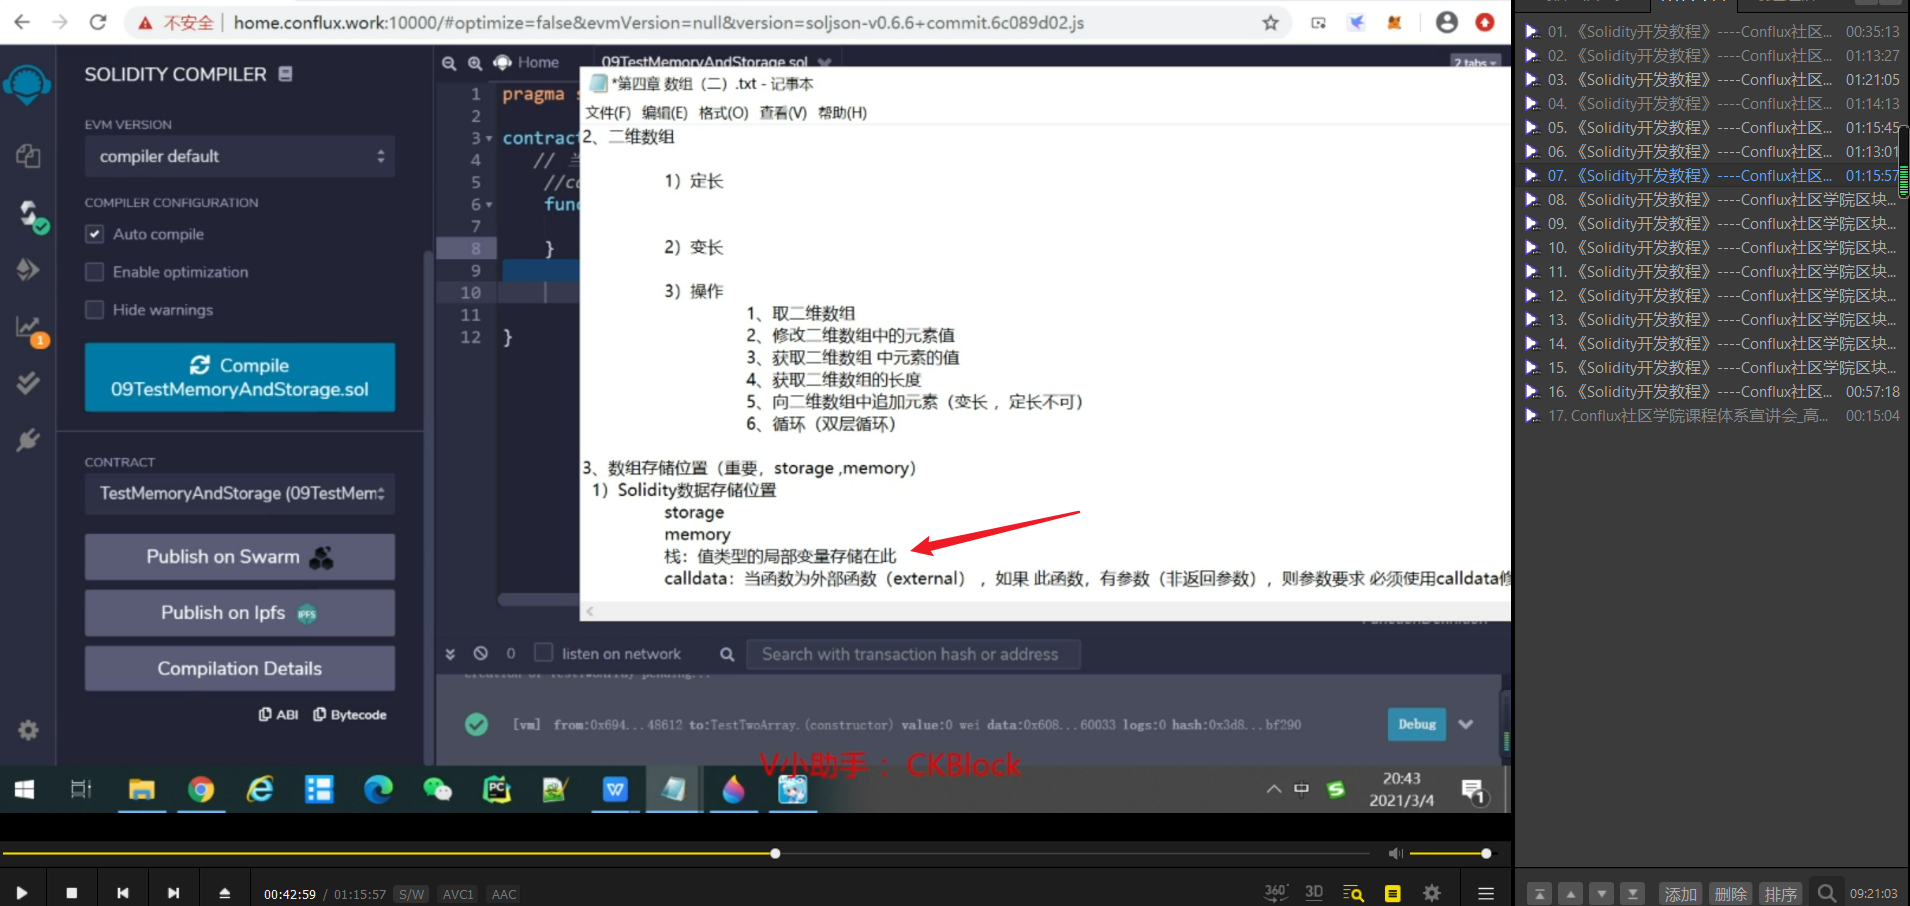 不安全 | home.conflux.work:10000/#optimize=false&evmVersion=null&version=soljson-v0.6.6+commit.6c089d02.js
SOLIDITY COMPILER
EVM VERSION
compiler default
COMPILER CONFIGURATION
Auto compile
Enable optimization
Hide warnings
Compile
09TestMemoryAndStorage.sol
CONTRACT
TestMemoryAndStorage (09TestMem
Publish on Swarm
Publish on Ipfs
IPFS
Compilation Details
ABI
Bytecode
1
Home
09TestMemoryAndStorage.sol
2 tabs
1 pragma
2
3 contract
4 //
5 //co
6 func
7
8 }
9
10
11
12 }
*第四章 数组（二）.txt - 记事本
文件(F) 编辑(E) 格式(O) 查看(V) 帮助(H)
2、二维数组
1）定长
2）变长
3）操作
1、取二维数组
2、修改二维数组中的元素值
3、获取二维数组 中元素的值
4、获取二维数组的长度
5、向二维数组中追加元素（变长 ，定长不可）
6、循环（双层循环）
3、数组存储位置（重要，storage ,memory）
1）Solidity数据存储位置
storage
memory
栈：值类型的局部变量存储在此
calldata：当函数为外部函数（external），如果 此函数，有参数（非返回参数），则参数要求 必须使用calldata修
0
listen on network
Search with transaction hash or address
creation of TestTwoArray pending...
[vm] from:0x694...48612 to:TestTwoArray.(constructor) value:0 wei data:0x608...60033 logs:0 hash:0x3d8...bf290
Debug
V小助手： CKBlock
中
20:43
2021/3/4
1
00:42:59 / 01:15:57 S/W AVC1 AAC
360° 3D
01. 《Solidity开发教程》----Conflux社区... 00:35:13
02. 《Solidity开发教程》----Conflux社区... 01:13:27
03. 《Solidity开发教程》----Conflux社区... 01:21:05
04. 《Solidity开发教程》----Conflux社区... 01:14:13
05. 《Solidity开发教程》----Conflux社区... 01:15:45
06. 《Solidity开发教程》----Conflux社区... 01:13:01
07. 《Solidity开发教程》----Conflux社区... 01:15:57
08. 《Solidity开发教程》----Conflux社区学院区块...
09. 《Solidity开发教程》----Conflux社区学院区块...
10. 《Solidity开发教程》----Conflux社区学院区块...
11. 《Solidity开发教程》----Conflux社区学院区块...
12. 《Solidity开发教程》----Conflux社区学院区块...
13. 《Solidity开发教程》----Conflux社区学院区块...
14. 《Solidity开发教程》----Conflux社区学院区块...
15. 《Solidity开发教程》----Conflux社区学院区块...
16. 《Solidity开发教程》----Conflux社区... 00:57:18
17. Conflux社区学院课程体系宣讲会_高... 00:15:04
添加 删除 排序 09:21:03